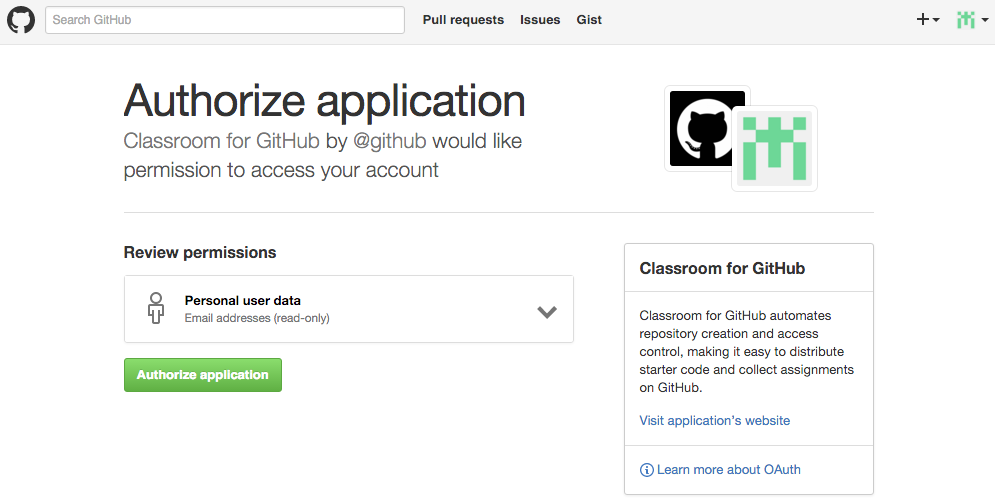 Search GitHub
Pull requests
Issues
Gist
Authorize application
Classroom for GitHub by @github would like
permission to access your account
Review permissions
Personal user data
Email addresses (read-only)
Authorize application
Classroom for GitHub
Classroom for GitHub automates
repository creation and access
control, making it easy to distribute
starter code and collect assignments
on GitHub.
Visit application's website
Learn more about OAuth